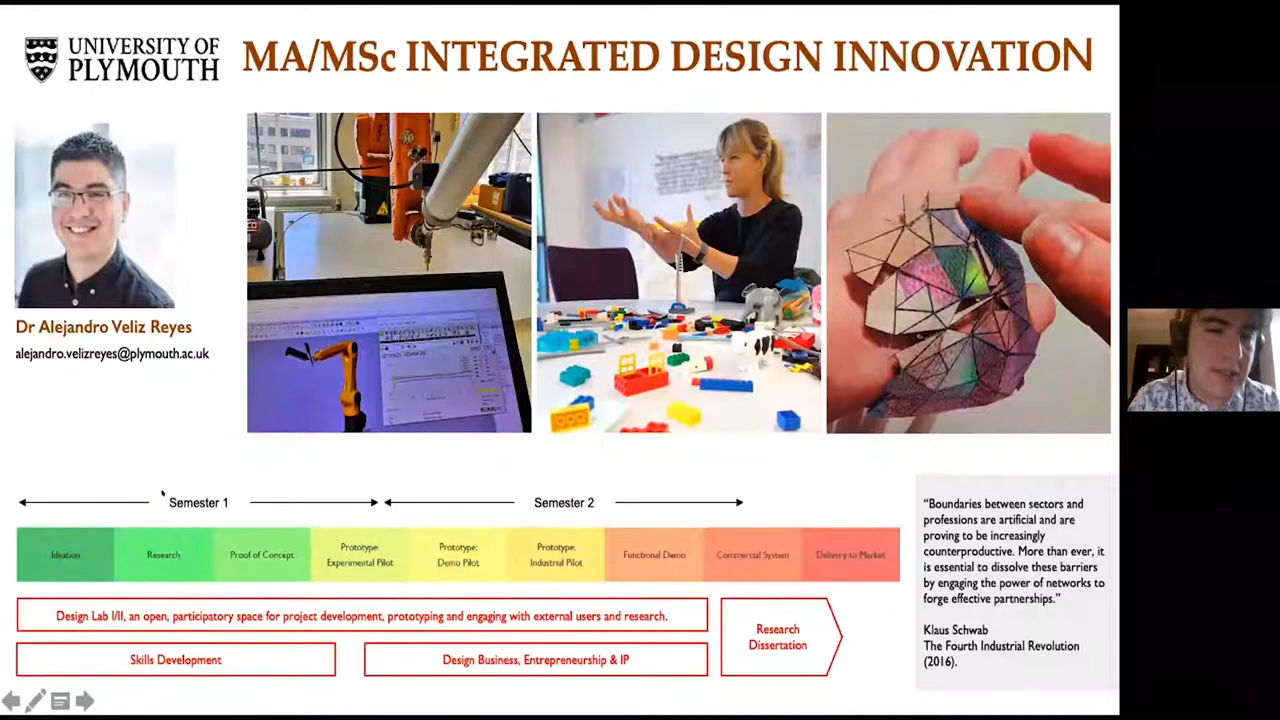 UNIVERSITY OF
PLYMOUTH
MA/MSc INTEGRATED DESIGN INNOVATION
Dr Alejandro Veliz Reyes
alejandro.velizreyes@plymouth.ac.uk
Semester 1
Semester 2
Ideation
Research
Proof of Concept
Prototype:
Experimental Pilot
Prototype:
Demo Pilot
Prototype:
Industrial Pilot
Functional Demo
Commercial System
Delivery to Market
Design Lab I/II, an open, participatory space for project development, prototyping and engaging with external users and research.
Skills Development
Design Business, Entrepreneurship & IP
Research
Dissertation
“Boundaries between sectors and
professions are artificial and are
proving to be increasingly
counterproductive. More than ever, it
is essential to dissolve these barriers
by engaging the power of networks to
forge effective partnerships.”
Klaus Schwab
The Fourth Industrial Revolution
(2016).